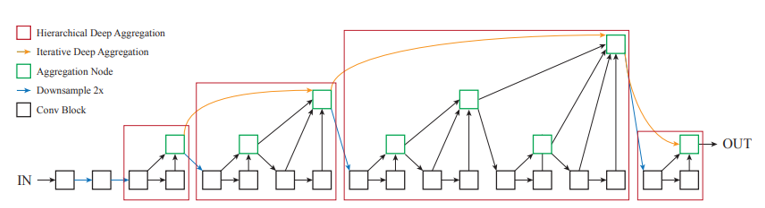 Hierarchical Deep Aggregation
Iterative Deep Aggregation
Aggregation Node
Downsample 2x
Conv Block
IN
OUT